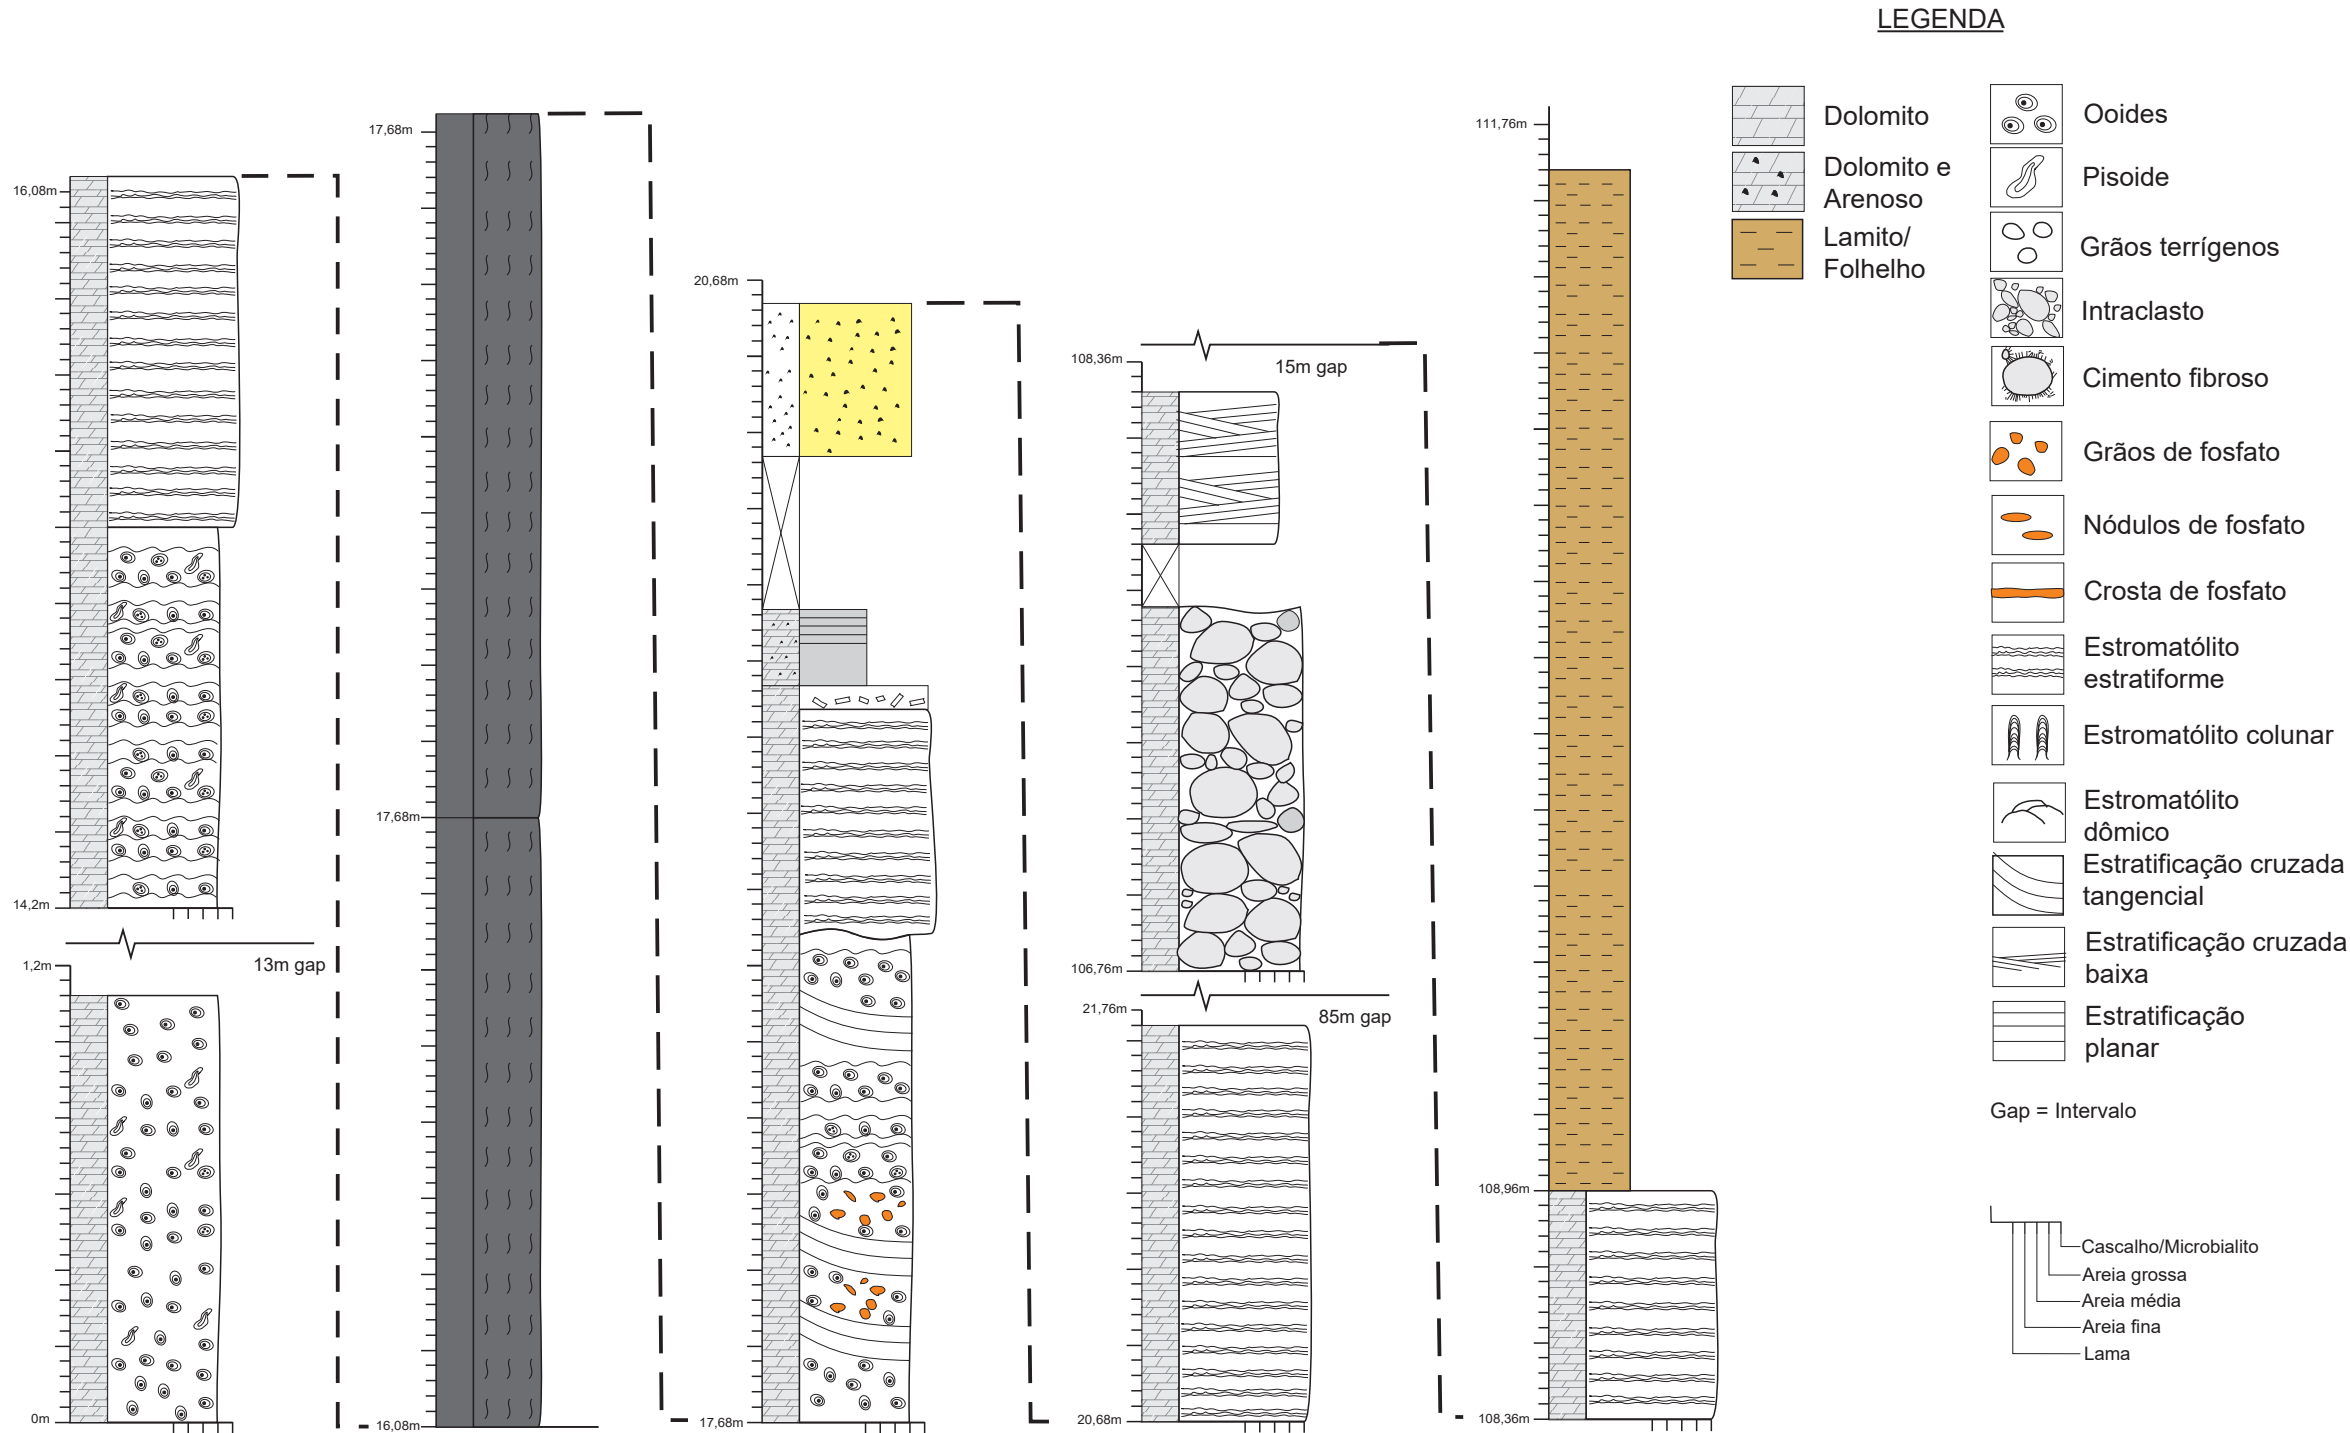 LEGENDA
16,08m
14,2m
13m gap
1,2m
0m
17,68m
17,68m
16,08m
20,68m
17,68m
108,36m
15m gap
106,76m
21,76m
85m gap
20,68m
111,76m
108,96m
108,36m
Dolomito
Dolomito e
Arenoso
Lamito/
Folhelho
Ooides
Pisoide
Grãos terrígenos
Intraclasto
Cimento fibroso
Grãos de fosfato
Nódulos de fosfato
Crosta de fosfato
Estromatólito
estratiforme
Estromatólito colunar
Estromatólito
dômico
Estratificação cruzada
tangencial
Estratificação cruzada
baixa
Estratificação
planar
Gap = Intervalo
Cascalho/Microbialito
Areia grossa
Areia média
Areia fina
Lama